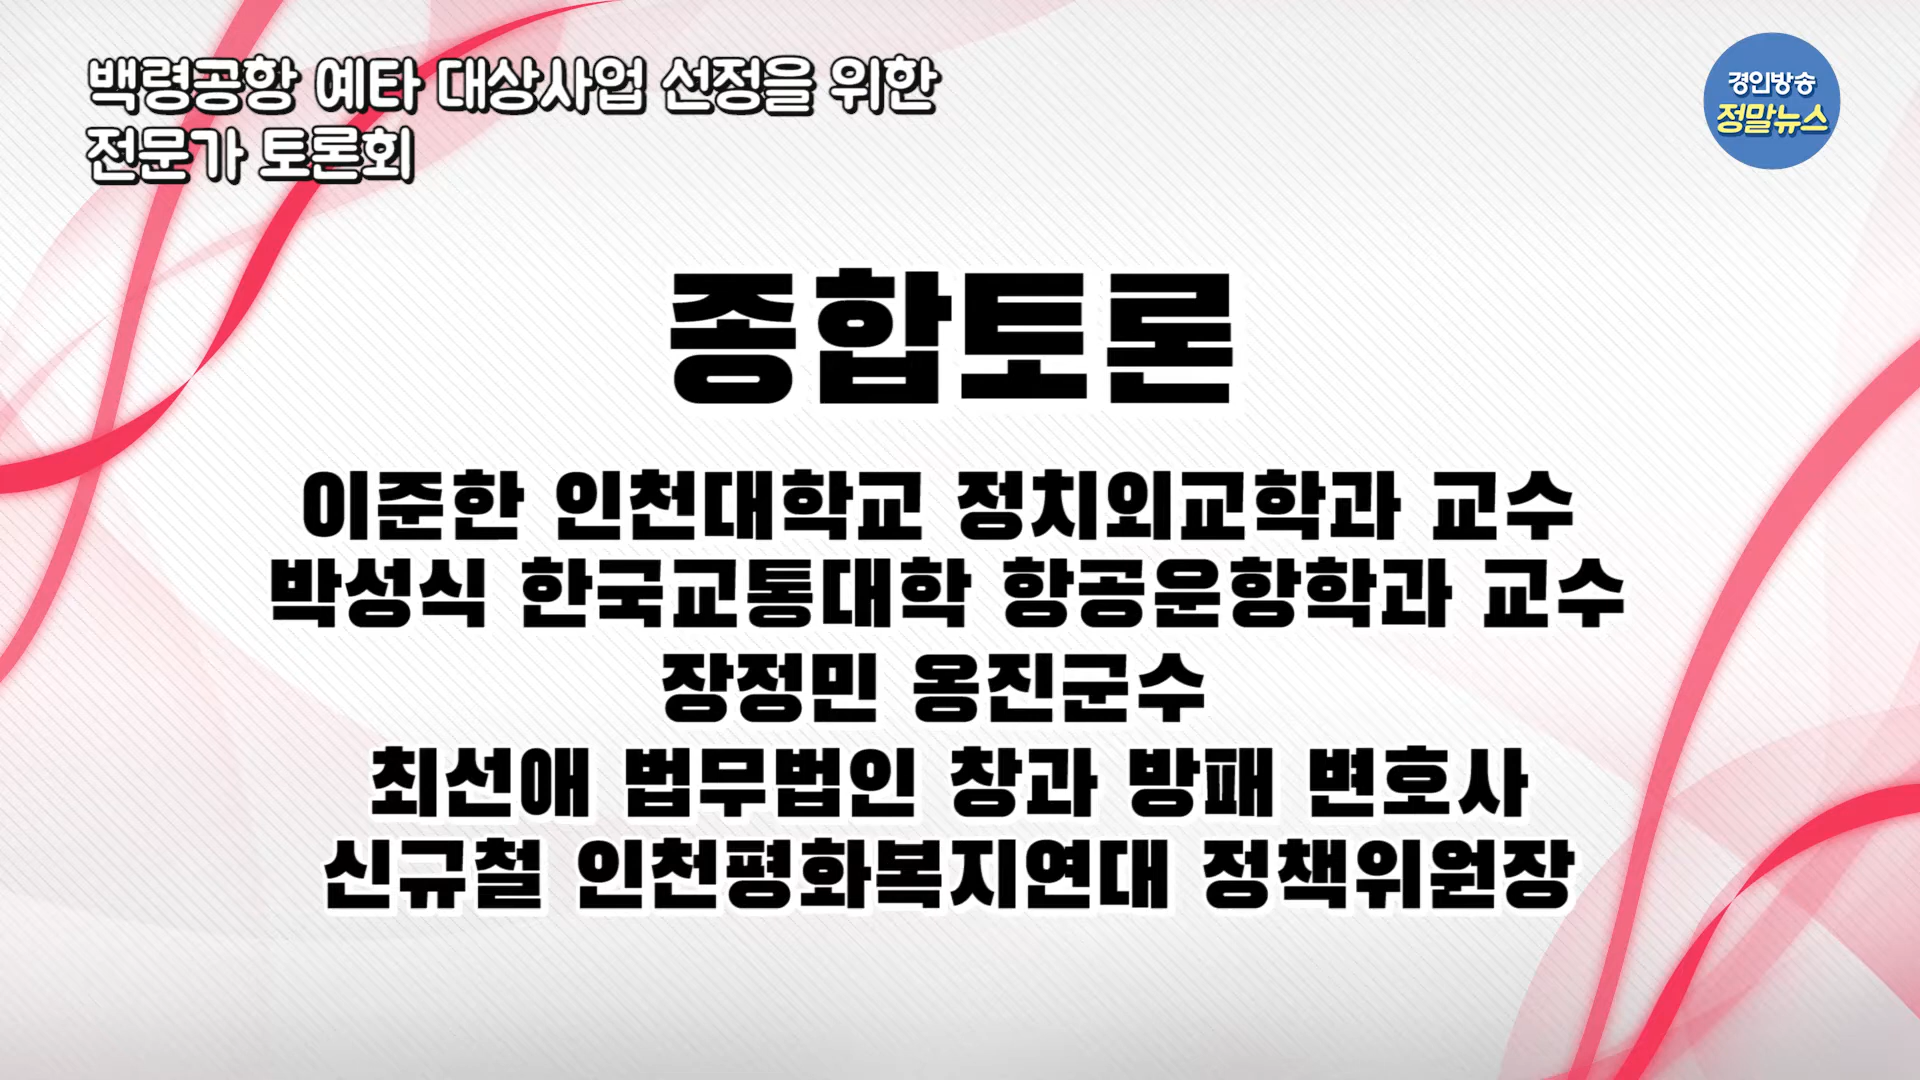 백령공항 예타 대상사업 선정을 위한
전문가 토론회
경인방송
정말뉴스
종합토론
이준한 인천대학교 정치외교학과 교수
박성식 한국교통대학 항공운항학과 교수
장정민 옹진군수
최선애 법무법인 창과 방패 변호사
신규철 인천평화복지연대 정책위원장